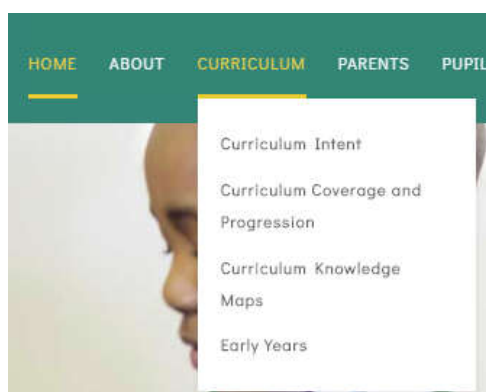 HOME ABOUT CURRICULUM PARENTS PUPIL
Curriculum Intent
Curriculum Coverage and
Progression
Curriculum Knowledge
Maps
Early Years